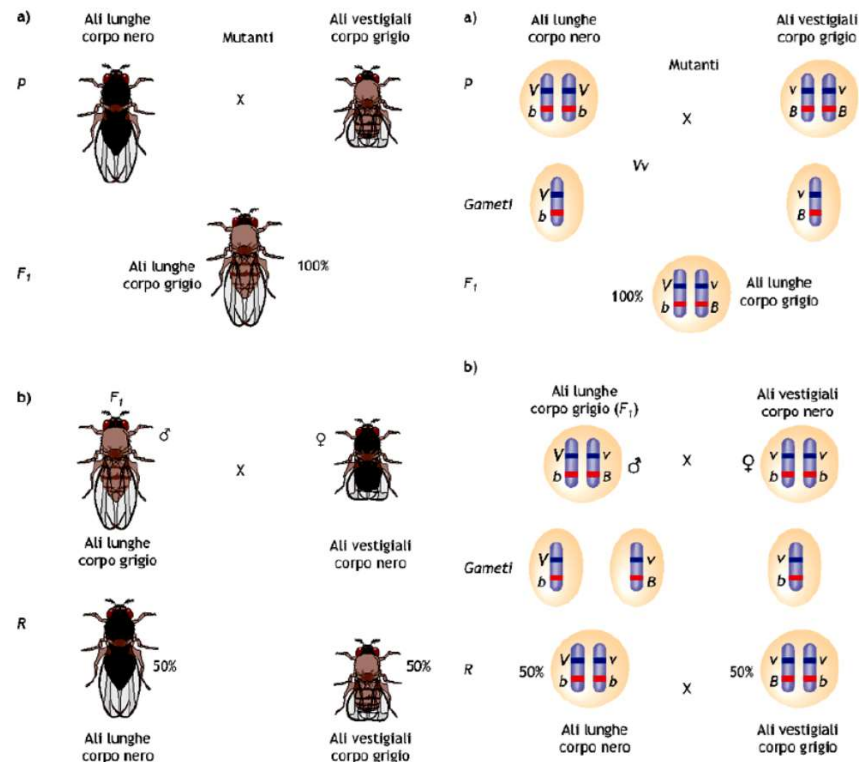 a)
Ali lunghe
corpo nero
Mutanti
Ali vestigiali
corpo grigio
P
X
Ali lunghe
corpo grigio
100%
F1
b)
F1
♂
X
♀
Ali lunghe
corpo grigio
Ali vestigiali
corpo nero
R
50%
50%
Ali lunghe
corpo nero
Ali vestigiali
corpo grigio
a)
Ali lunghe
corpo nero
Ali vestigiali
corpo grigio
Mutanti
P
V V
b b
X
v v
B B
Vv
Gameti
V
b
v
B
F1
100%
V v
b B
Ali lunghe
corpo grigio
b)
Ali lunghe
corpo grigio (F1)
Ali vestigiali
corpo nero
V v
b B
♂
X
♀
v v
b b
Gameti
V
b
v
B
v
b
R
50%
V v
b b
X
50%
v v
B b
Ali lunghe
corpo nero
Ali vestigiali
corpo grigio